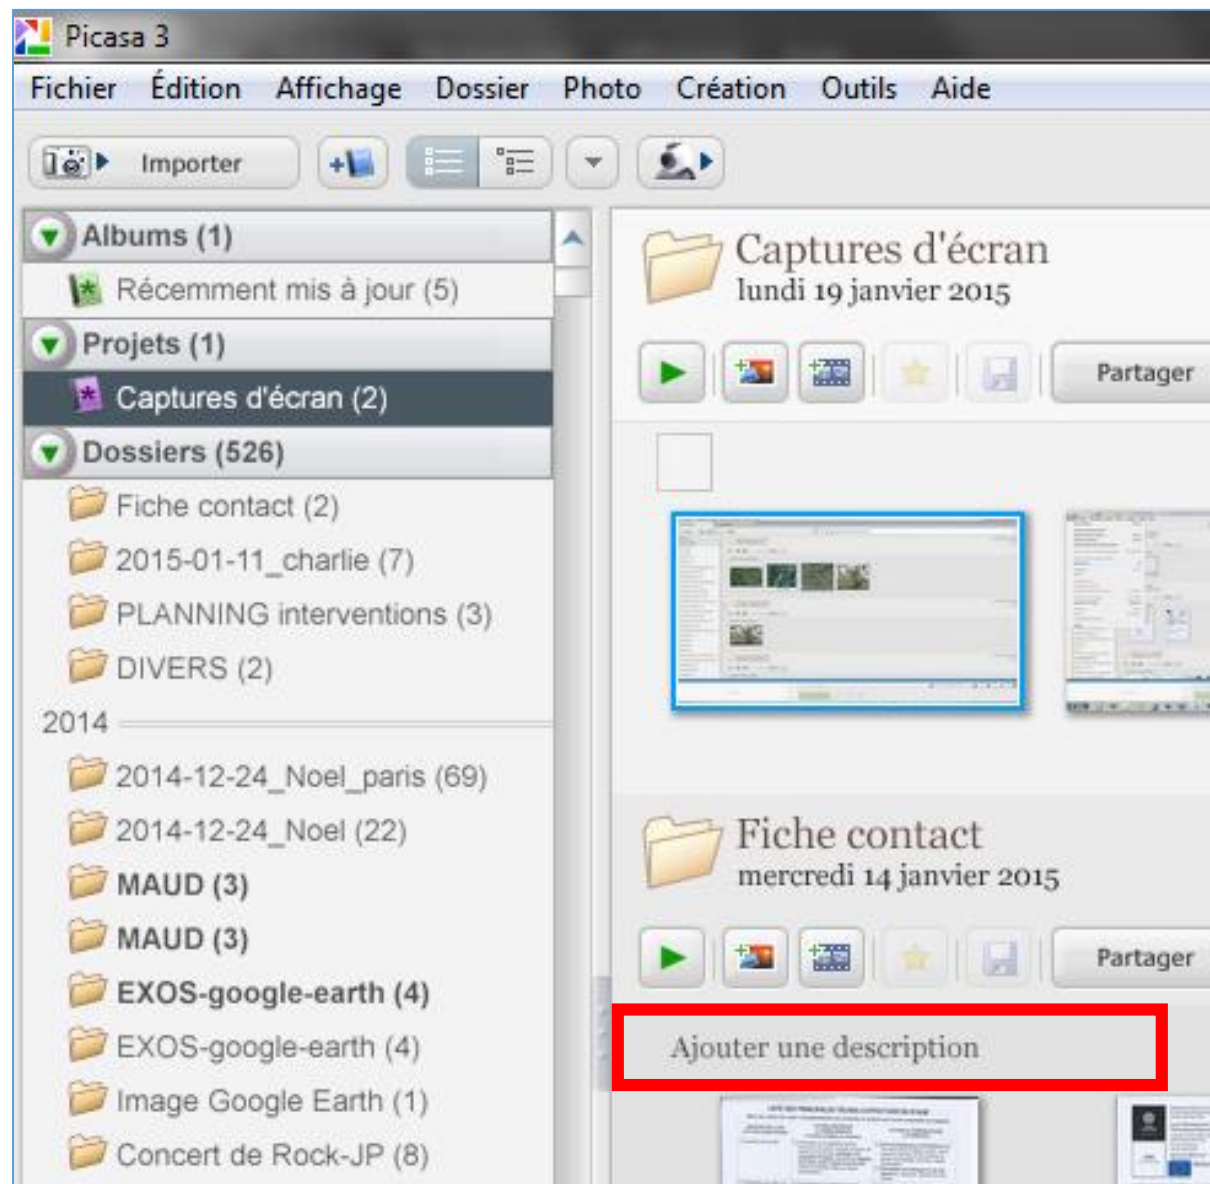 Picasa 3
Fichier Édition Affichage Dossier Photo Création Outils Aide
Importer
Albums (1)
Récemment mis à jour (5)
Projets (1)
Captures d'écran (2)
Dossiers (526)
Fiche contact (2)
2015-01-11_charlie (7)
PLANNING interventions (3)
DIVERS (2)
2014
2014-12-24_Noel_paris (69)
2014-12-24_Noel (22)
MAUD (3)
MAUD (3)
EXOS-google-earth (4)
EXOS-google-earth (4)
Image Google Earth (1)
Concert de Rock-JP (8)
Captures d'écran
lundi 19 janvier 2015
Partager
Fiche contact
mercredi 14 janvier 2015
Partager
Ajouter une description